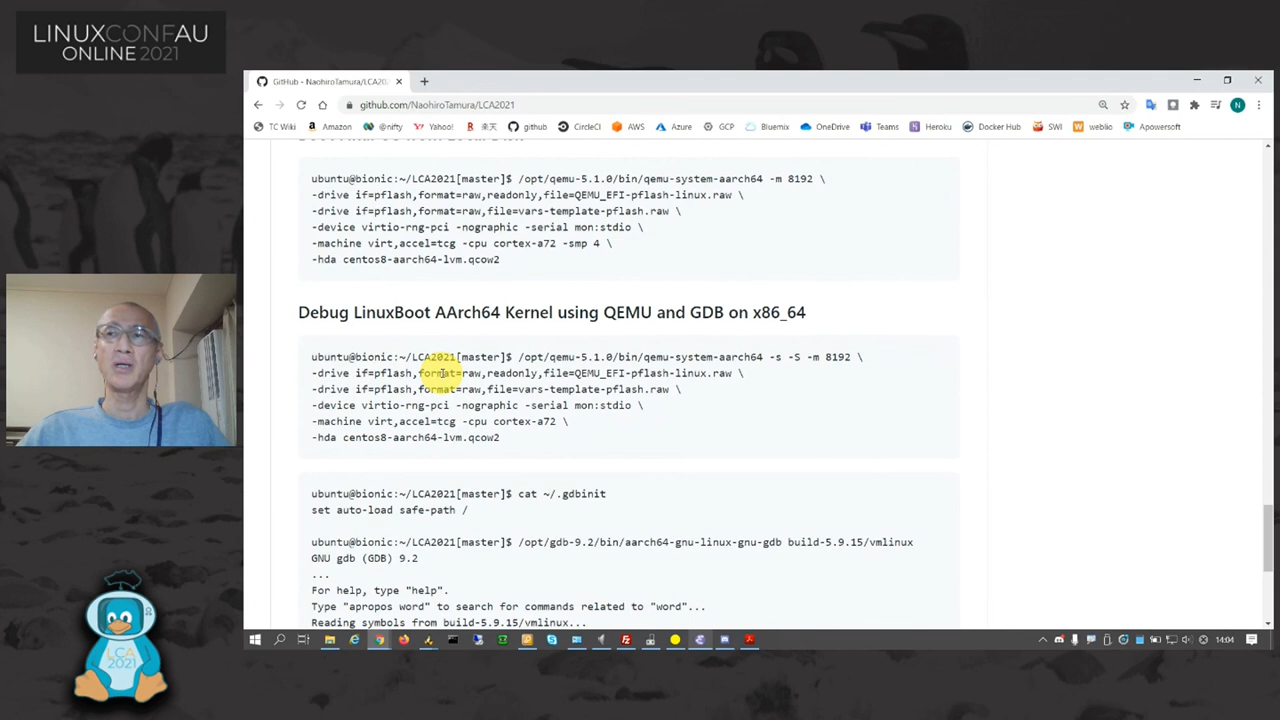 LINUXCONFAU
ONLINE 2021
GitHub - NaohiroTamura/LCA202
github.com/NaohiroTamura/LCA2021
N
TC Wiki
Amazon
@nifty
Yahoo!
楽天
github
CircleCI
AWS
Azure
GCP
Bluemix
OneDrive
Teams
Heroku
Docker Hub
SWI
weblio
Apowersoft
ubuntu@bionic:~/LCA2021[master]$ /opt/qemu-5.1.0/bin/qemu-system-aarch64 -m 8192 \
-drive if=pflash,format=raw,readonly,file=QEMU_EFI-pflash-linux.raw \
-drive if=pflash,format=raw,file=vars-template-pflash.raw \
-device virtio-rng-pci -nographic -serial mon:stdio \
-machine virt,accel=tcg -cpu cortex-a72 -smp 4 \
-hda centos8-aarch64-lvm.qcow2
Debug LinuxBoot AArch64 Kernel using QEMU and GDB on x86_64
ubuntu@bionic:~/LCA2021[master]$ /opt/qemu-5.1.0/bin/qemu-system-aarch64 -s -S -m 8192 \
-drive if=pflash,format=raw,readonly,file=QEMU_EFI-pflash-linux.raw \
-drive if=pflash,format=raw,file=vars-template-pflash.raw \
-device virtio-rng-pci -nographic -serial mon:stdio \
-machine virt,accel=tcg -cpu cortex-a72 \
-hda centos8-aarch64-lvm.qcow2
ubuntu@bionic:~/LCA2021[master]$ cat ~/.gdbinit
set auto-load safe-path /
ubuntu@bionic:~/LCA2021[master]$ /opt/gdb-9.2/bin/aarch64-gnu-linux-gnu-gdb build-5.9.15/vmlinux
GNU gdb (GDB) 9.2
...
For help, type "help".
Type "apropos word" to search for commands related to "word"...
Reading symbols from build-5.9.15/vmlinux...
14:04
LCA
2021